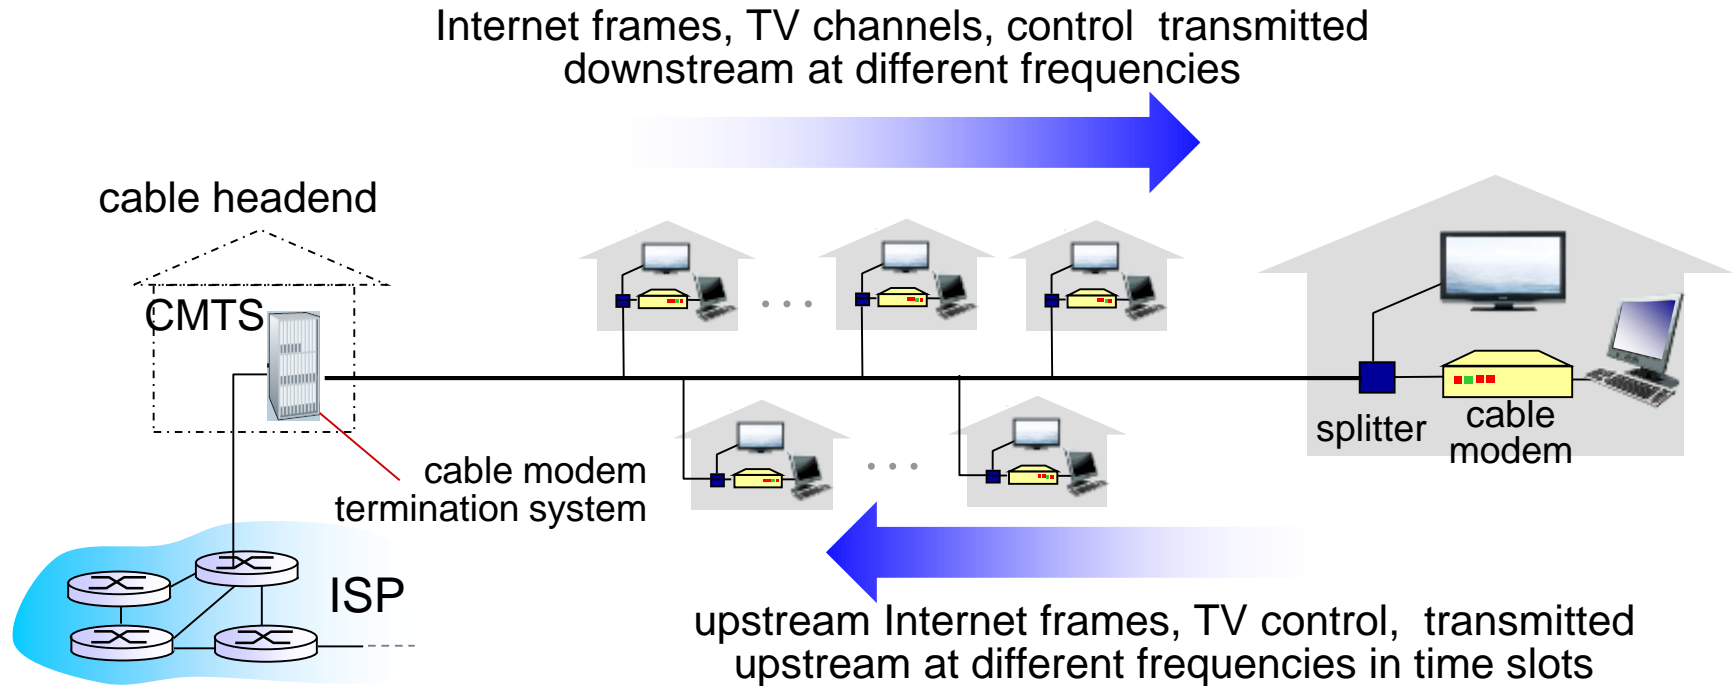 Internet frames, TV channels, control  transmitted
downstream at different frequencies
cable headend
CMTS
splitter
cable
modem
cable modem
termination system
ISP
upstream Internet frames, TV control,  transmitted
upstream at different frequencies in time slots